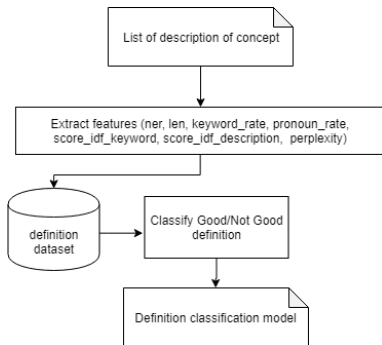 List of description of concept
Extract features (ner, len, keyword_rate, pronoun_rate,
score_idf_keyword, score_idf_description, perplexity)
definition
dataset
Classify Good/Not Good
definition
Definition classification model